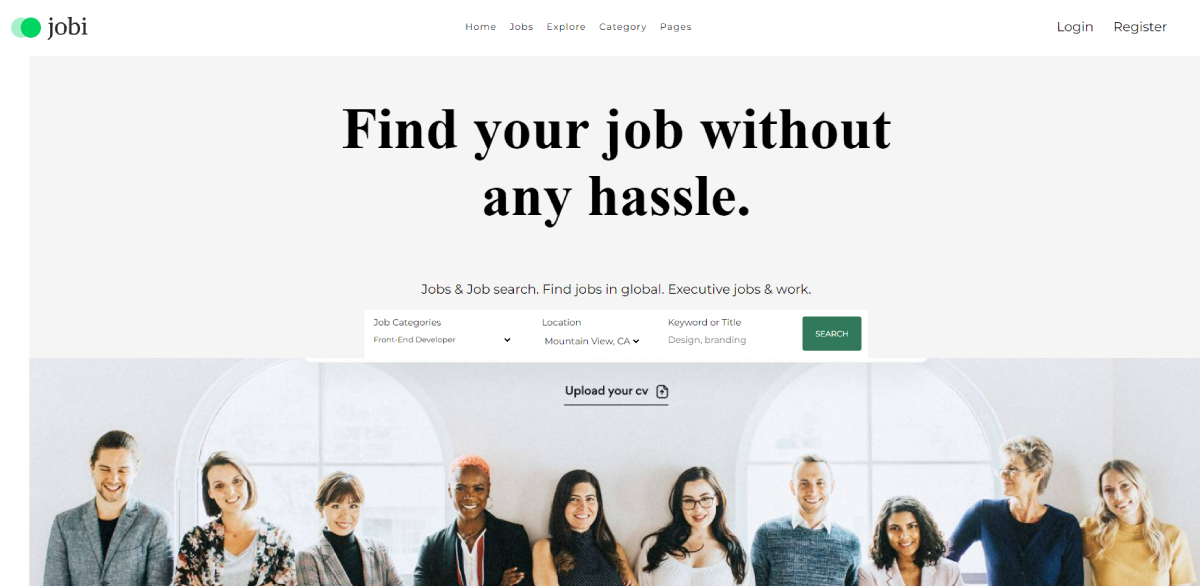 jobi
Home Jobs Explore Category Pages
Login Register
Find your job without
any hassle.
Jobs & Job search. Find jobs in global. Executive jobs & work.
Job Categories Location Keyword or Title
Front-End Developer Mountain View, CA Design, branding
SEARCH
Upload your cv